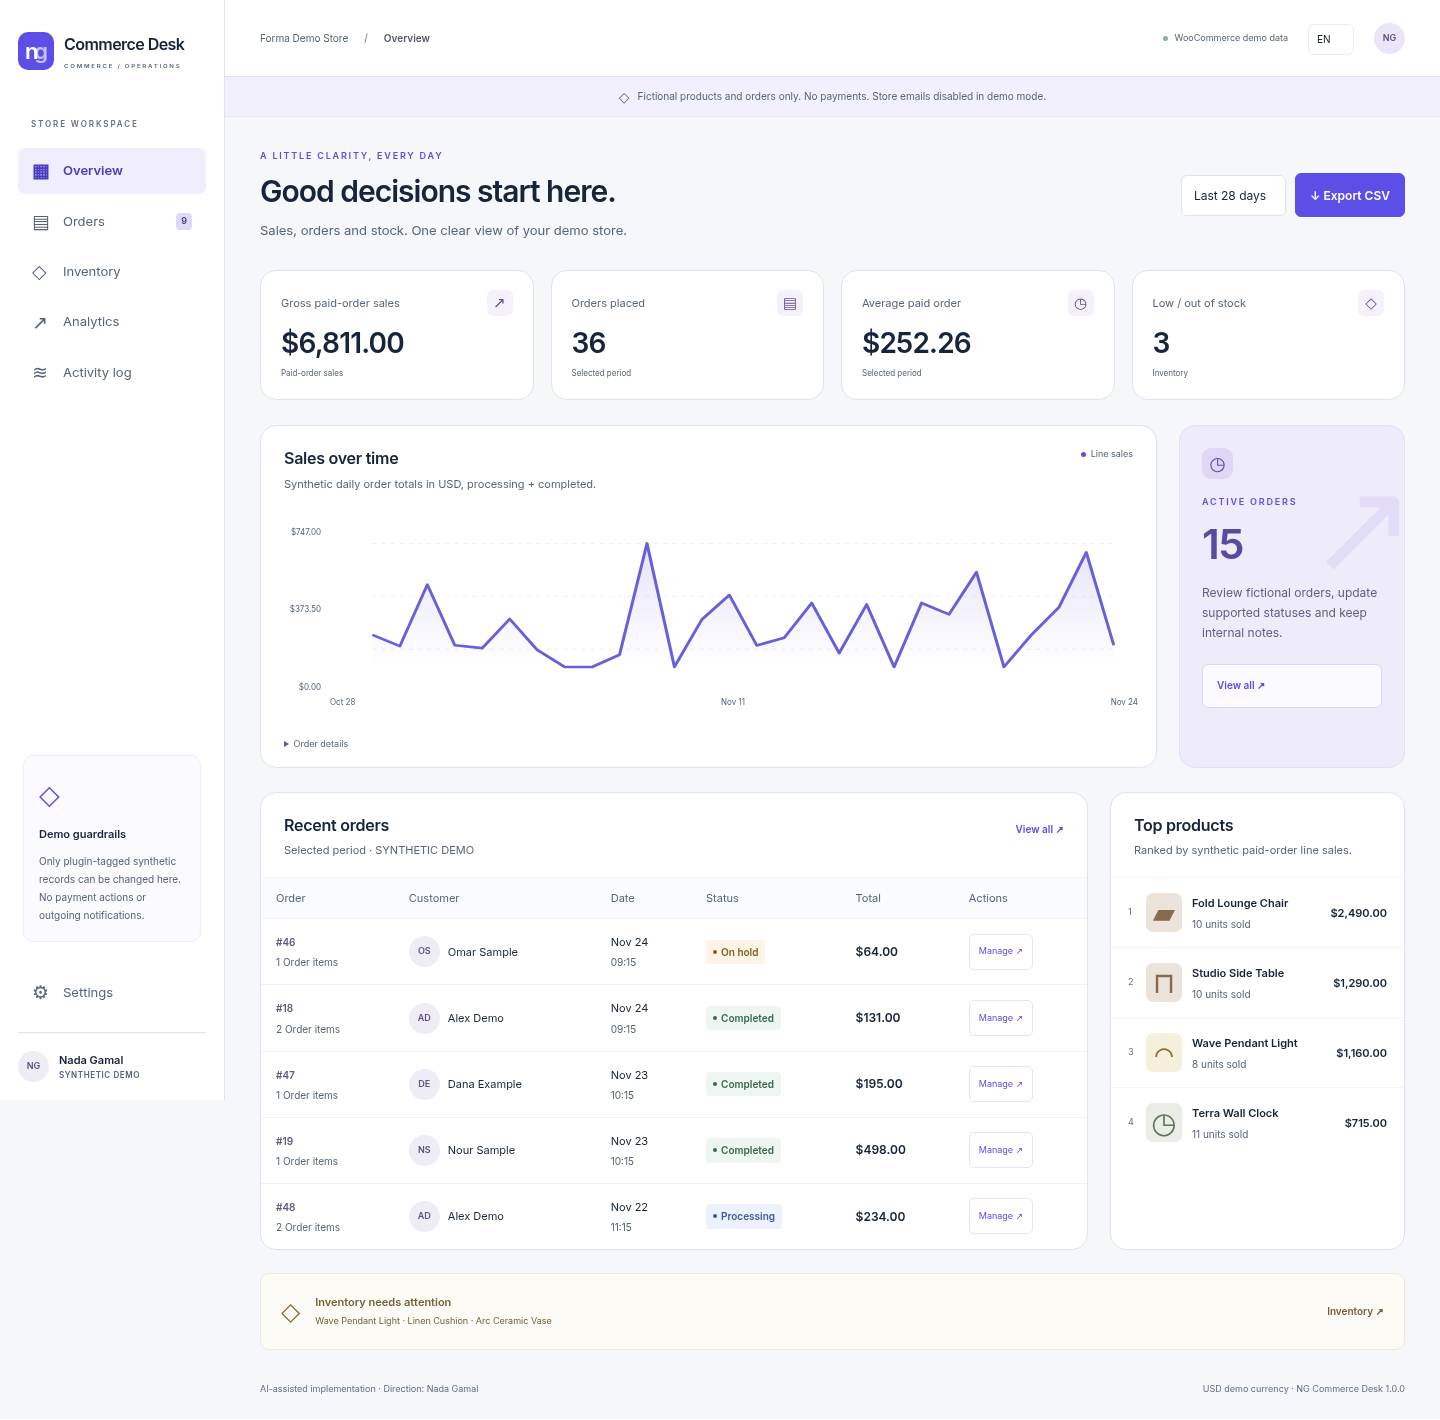 ng
Commerce Desk
COMMERCE / OPERATIONS
STORE WORKSPACE
Overview
Orders
9
Inventory
Analytics
Activity log
Demo guardrails
Only plugin-tagged synthetic
records can be changed here.
No payment actions or
outgoing notifications.
Settings
NG
Nada Gamal
SYNTHETIC DEMO
Forma Demo Store / Overview
WooCommerce demo data
EN
NG
Fictional products and orders only. No payments. Store emails disabled in demo mode.
A LITTLE CLARITY, EVERY DAY
Good decisions start here.
Sales, orders and stock. One clear view of your demo store.
Last 28 days
↓ Export CSV
Gross paid-order sales
$6,811.00
Paid-order sales
Orders placed
36
Selected period
Average paid order
$252.26
Selected period
Low / out of stock
3
Inventory
Sales over time
Synthetic daily order totals in USD, processing + completed.
Line sales
$747.00
$373.50
$0.00
Oct 28
Nov 11
Nov 24
Order details
ACTIVE ORDERS
15
Review fictional orders, update
supported statuses and keep
internal notes.
View all ↗
Recent orders
Selected period · SYNTHETIC DEMO
View all ↗
Order Customer Date Status Total Actions
#46
1 Order items
OS Omar Sample
Nov 24
09:15
On hold
$64.00
Manage ↗
#18
2 Order items
AD Alex Demo
Nov 24
09:15
Completed
$131.00
Manage ↗
#47
1 Order items
DE Dana Example
Nov 23
10:15
Completed
$195.00
Manage ↗
#19
1 Order items
NS Nour Sample
Nov 23
10:15
Completed
$498.00
Manage ↗
#48
2 Order items
AD Alex Demo
Nov 22
11:15
Processing
$234.00
Manage ↗
Top products
Ranked by synthetic paid-order line sales.
1
Fold Lounge Chair
10 units sold
$2,490.00
2
Studio Side Table
10 units sold
$1,290.00
3
Wave Pendant Light
8 units sold
$1,160.00
4
Terra Wall Clock
11 units sold
$715.00
Inventory needs attention
Wave Pendant Light · Linen Cushion · Arc Ceramic Vase
Inventory ↗
AI-assisted implementation · Direction: Nada Gamal
USD demo currency · NG Commerce Desk 1.0.0